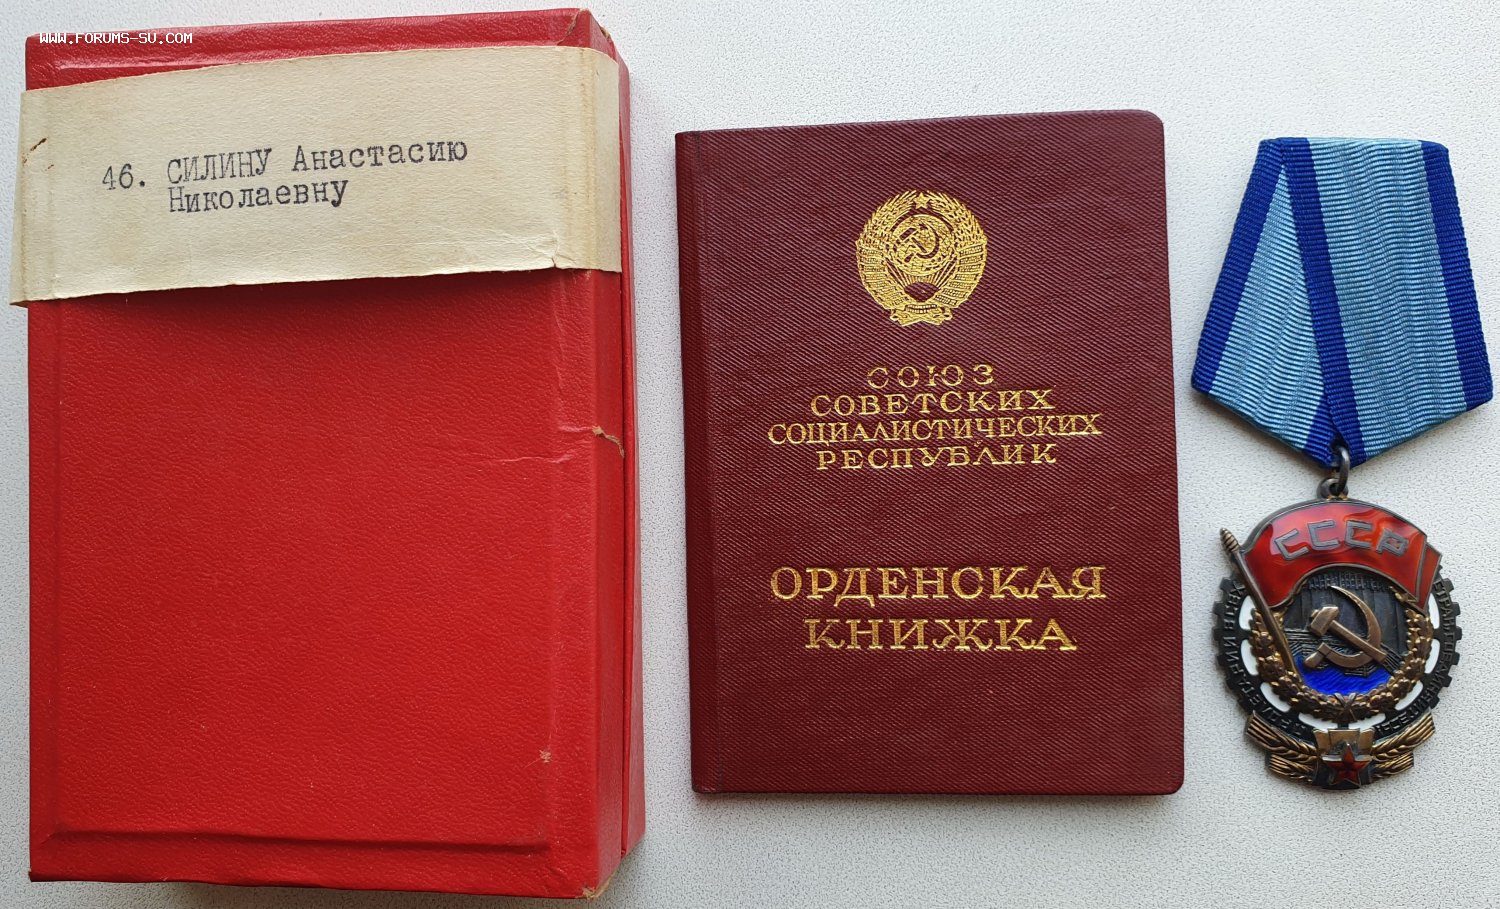 WWW.FORUMS-SU.COM
46. СИЛИНУ Анастасию
Николаевну
СОЮЗ
СОВЕТСКИХ
СОЦИАЛИСТИЧЕСКИХ
РЕСПУБЛИК
ОРДЕНСКАЯ
КНИЖКА
СССР